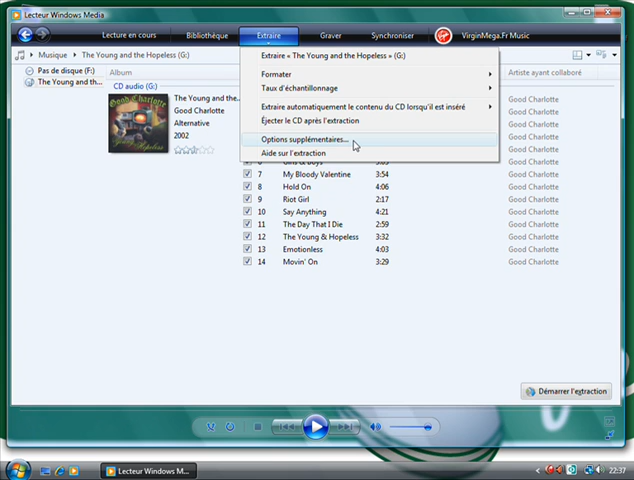 Lecteur Windows Media
Lecture en cours Bibliothèque Extraire Graver Synchroniser VirginMega.Fr Music
Musique The Young and the Hopeless (G:)
Extraire « The Young and the Hopeless » (G:)
Formater
Taux d'échantillonnage
Extraire automatiquement le contenu du CD lorsqu'il est inséré
Éjecter le CD après l'extraction
Options supplémentaires...
Aide sur l'extraction
Pas de disque (F:)
The Young and th...
Album
Artiste ayant collaboré
CD audio (G:)
The Young and the...
Good Charlotte
Alternative
2002
Good Charlotte
Good Charlotte
Good Charlotte
Good Charlotte
Good Charlotte
Good Charlotte
7 My Bloody Valentine 3:54 Good Charlotte
8 Hold On 4:06 Good Charlotte
9 Riot Girl 2:17 Good Charlotte
10 Say Anything 4:21 Good Charlotte
11 The Day That I Die 2:59 Good Charlotte
12 The Young & Hopeless 3:32 Good Charlotte
13 Emotionless 4:03 Good Charlotte
14 Movin' On 3:29 Good Charlotte
Démarrer l'extraction
Lecteur Windows M...
22:37